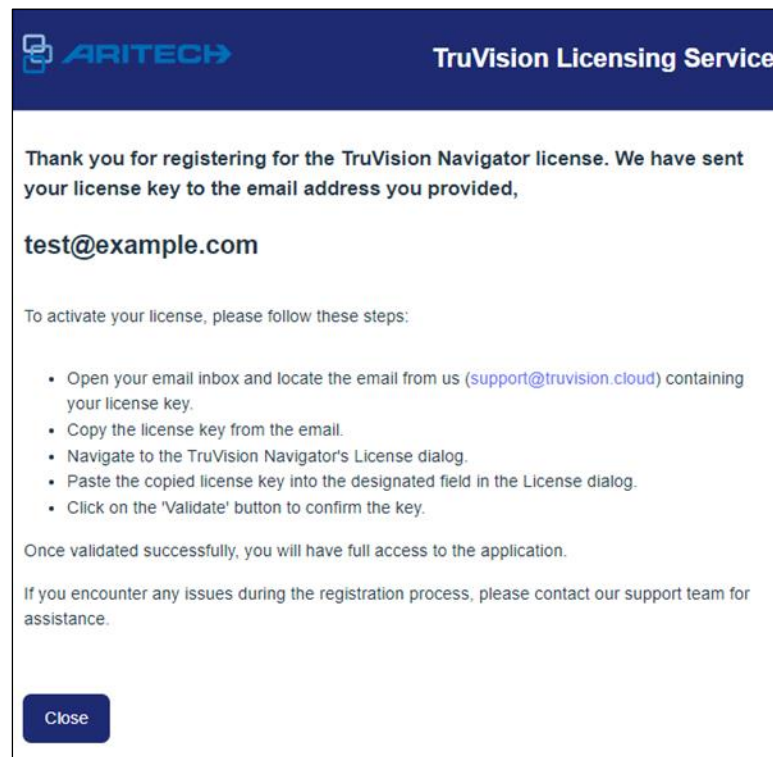 ARITECH
TruVision Licensing Service
Thank you for registering for the TruVision Navigator license. We have sent
your license key to the email address you provided,
test@example.com
To activate your license, please follow these steps:
• Open your email inbox and locate the email from us (support@truvision.cloud) containing
your license key.
• Copy the license key from the email.
• Navigate to the TruVision Navigator's License dialog.
• Paste the copied license key into the designated field in the License dialog.
• Click on the 'Validate' button to confirm the key.
Once validated successfully, you will have full access to the application.
If you encounter any issues during the registration process, please contact our support team for
assistance.
Close